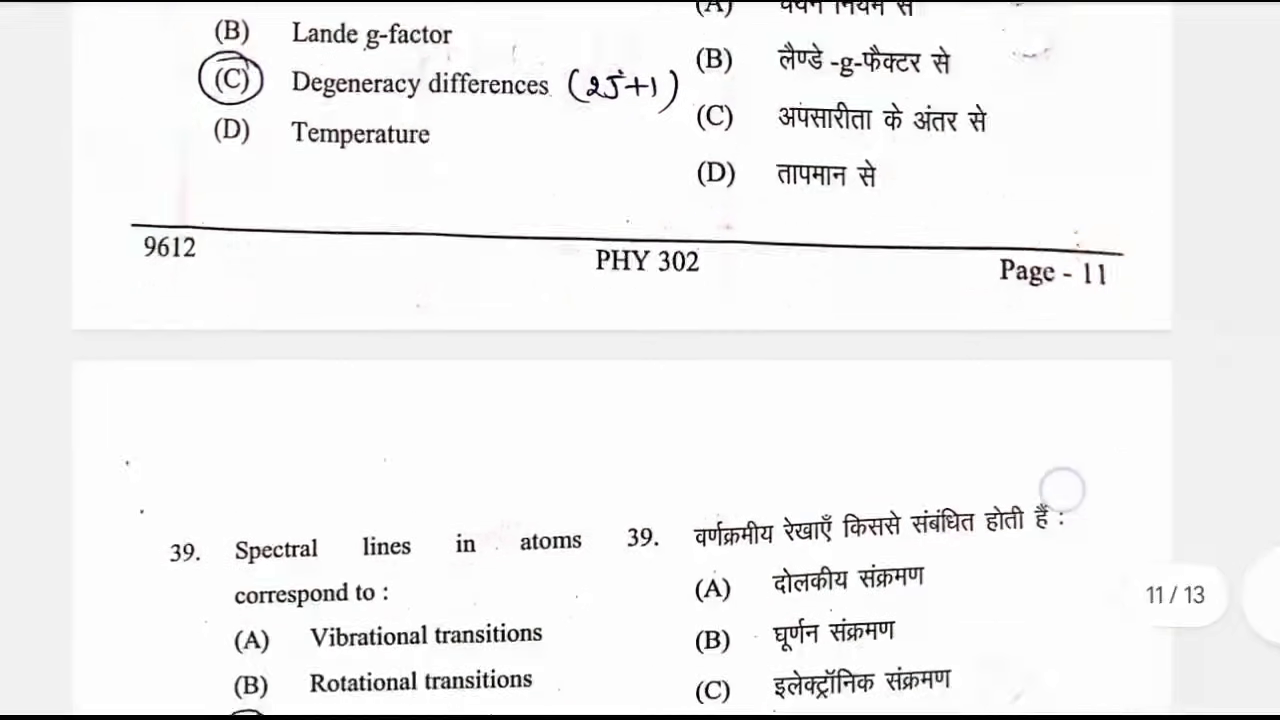 (B) Lande g-factor
(C) Degeneracy differences (2J+1)
(D) Temperature
(A) चयन नियम से
(B) लैण्डे -g-फैक्टर से
(C) अपसारीता के अंतर से
(D) तापमान से
9612 PHY 302 Page - 11
39. Spectral lines in atoms
correspond to :
(A) Vibrational transitions
(B) Rotational transitions
39. वर्णक्रमीय रेखाएँ किससे संबंधित होती हैं :
(A) दोलकीय संक्रमण
(B) घूर्णन संक्रमण
(C) इलेक्ट्रॉनिक संक्रमण
11 / 13